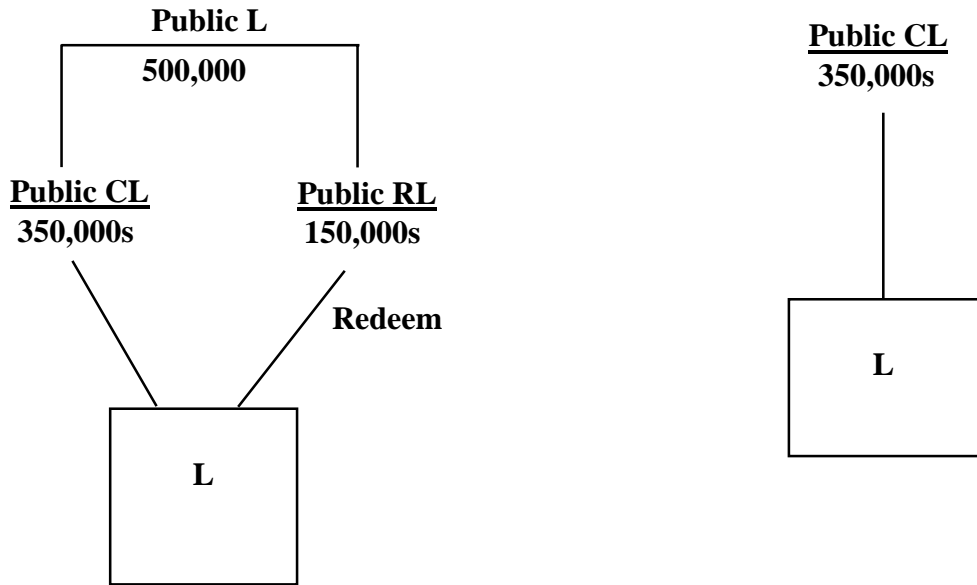 Public L
500,000
Public CL
350,000s
Public RL
150,000s
Redeem
L
Public CL
350,000s
L